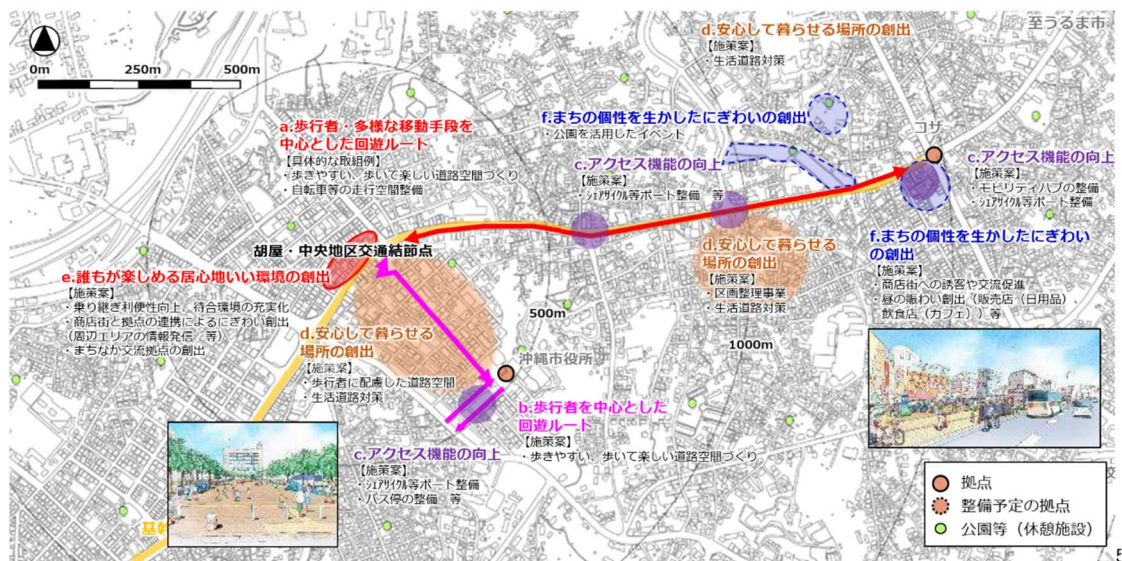 至うるま市
0m 250m 500m
d.安心して暮らせる場所の創出
【施策案】
・生活道路対策
a.歩行者・多様な移動手段を
中心とした回遊ルート
【具体的な取組例】
・歩きやすい、歩いて楽しい道路空間づくり
・自転車等の走行空間整備
f.まちの個性を生かしたにぎわいの創出
・公園を活用したイベント
c.アクセス機能の向上
【施策案】
・ｼｪｱｻｲｸﾙ等ポート整備　等
コザ
c.アクセス機能の向上
【施策案】
・モビリティハブの整備
・ｼｪｱｻｲｸﾙ等ポート整備
胡屋・中央地区交通結節点
e.誰もが楽しめる居心地いい環境の創出
【施策案】
・乗り継ぎ利便性向上、待合環境の充実化
・商店街と拠点の連携によるにぎわい創出
（周辺エリアの情報発信　等）
・まちなか交流拠点の創出
d.安心して暮らせる
場所の創出
【施策案】
・区画整理事業
・生活道路対策
f.まちの個性を生かしたにぎわい
の創出
【施策案】
・商店街への誘客や交流促進
・昼の賑わい創出（販売店（日用品）、
飲食店（カフェ））等
500m
1000m
d.安心して暮らせる
場所の創出
【施策案】
・歩行者に配慮した道路空間
・生活道路対策
沖縄市役所
b.歩行者を中心とした
回遊ルート
【施策案】
・歩きやすい、歩いて楽しい道路空間づくり
c.アクセス機能の向上
【施策案】
・ｼｪｱｻｲｸﾙ等ポート整備
・バス停の整備　等
基幹
拠点
整備予定の拠点
公園等（休憩施設）